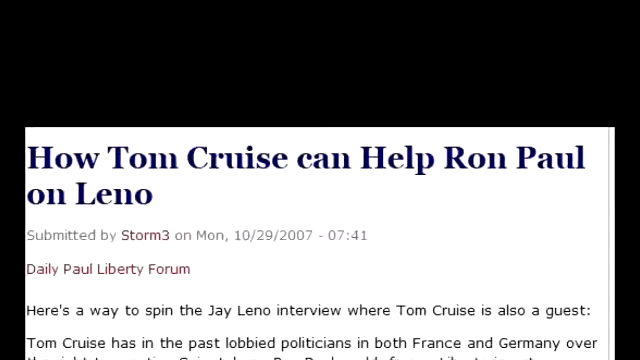 How Tom Cruise can Help Ron Paul
on Leno
Submitted by Storm3 on Mon, 10/29/2007 - 07:41
Daily Paul Liberty Forum
Here's a way to spin the Jay Leno interview where Tom Cruise is also a guest:
Tom Cruise has in the past lobbied politicians in both France and Germany over